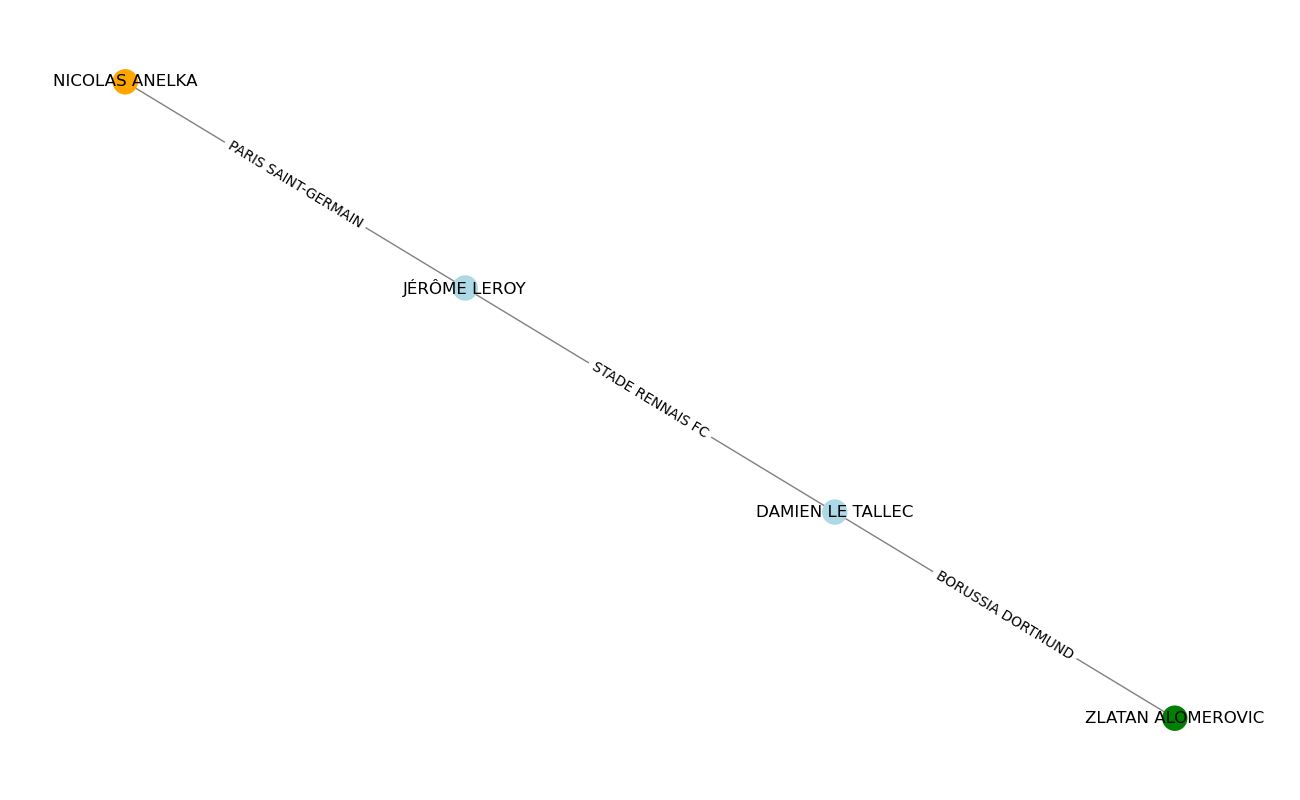 NICOLAS ANELKA
PARIS SAINT-GERMAIN
JÉRÔME LEROY
STADE RENNAIS FC
DAMIEN LE TALLEC
BORUSSIA DORTMUND
ZLATAN ALOMEROVIC